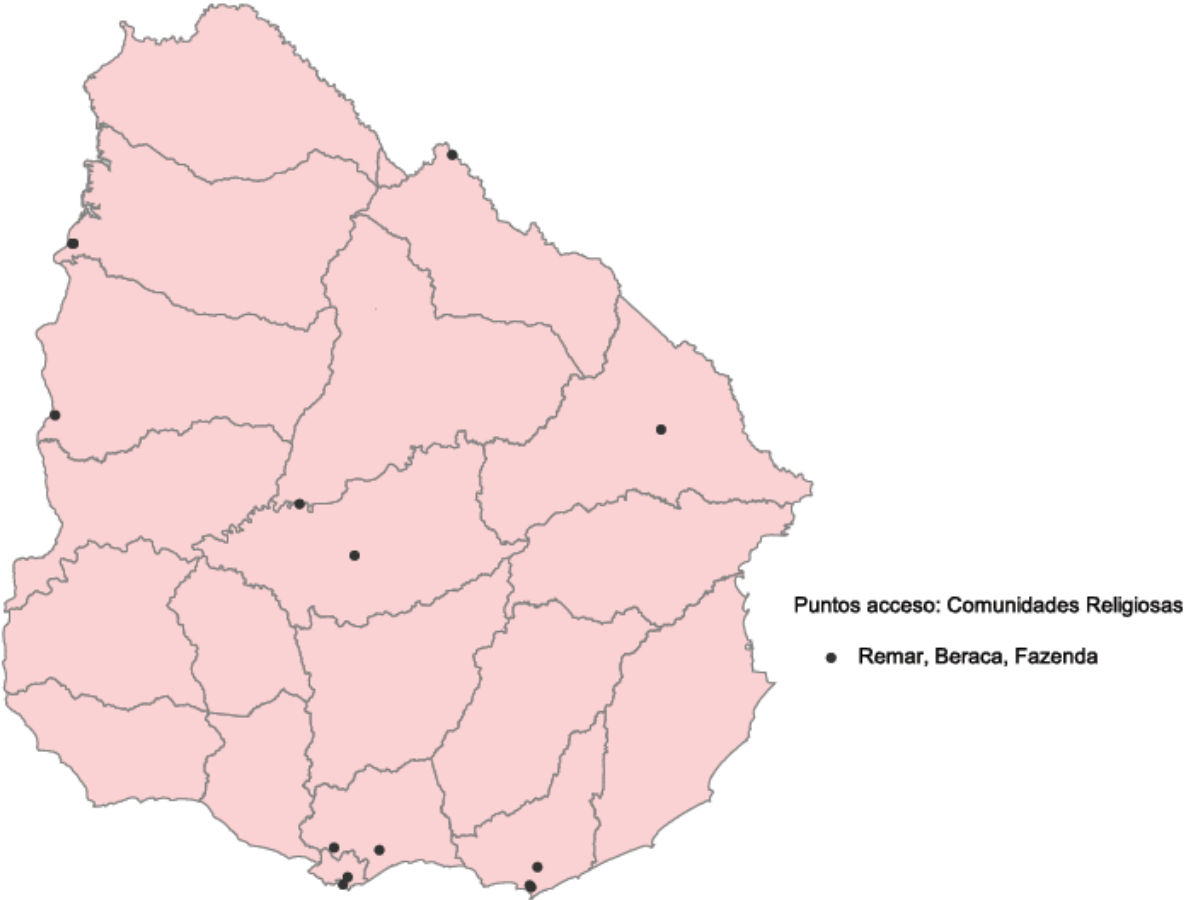 Puntos acceso: Comunidades Religiosas
Remar, Beraca, Fazenda